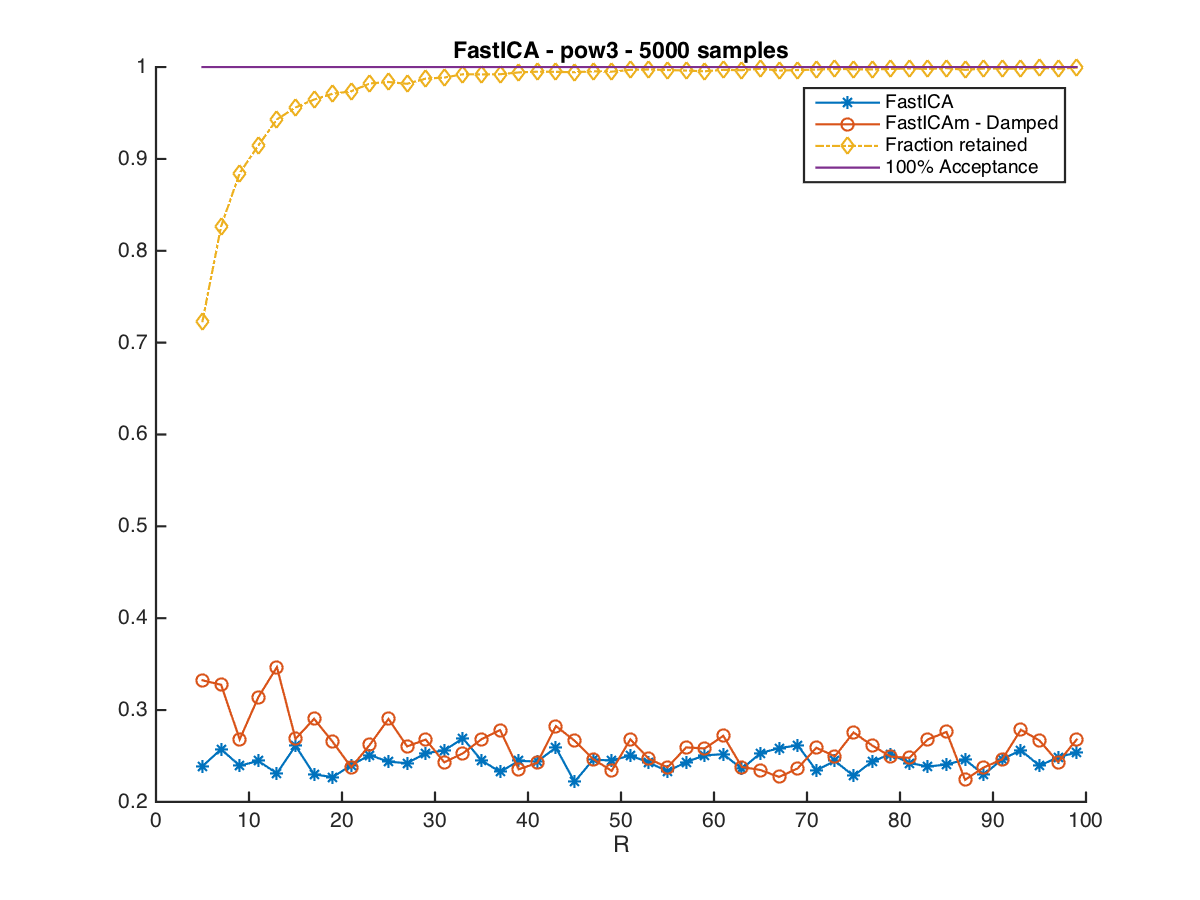 FastICA - pow3 - 5000 samples
1
0.9
0.8
0.7
0.6
0.5
0.4
0.3
0.2
FastICA
FastICAm - Damped
Fraction retained
100% Acceptance
0 10 20 30 40 50 60 70 80 90 100
R